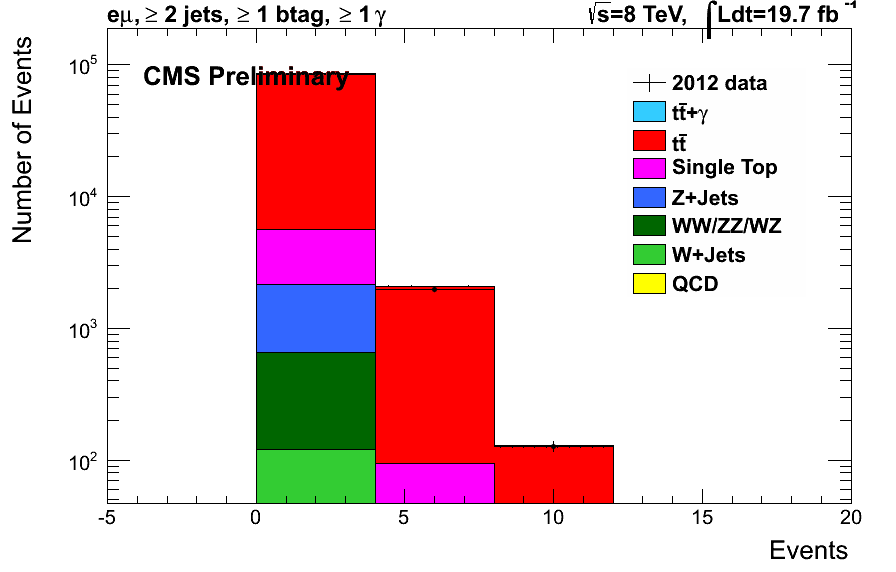 eμ, ≥ 2 jets, ≥ 1 btag, ≥ 1 γ
√s=8 TeV, ∫Ldt=19.7 fb⁻¹
Number of Events
CMS Preliminary
2012 data
tt̄+γ
tt̄
Single Top
Z+Jets
WW/ZZ/WZ
W+Jets
QCD
10⁵
10⁴
10³
10²
-5 0 5 10 15 20
Events